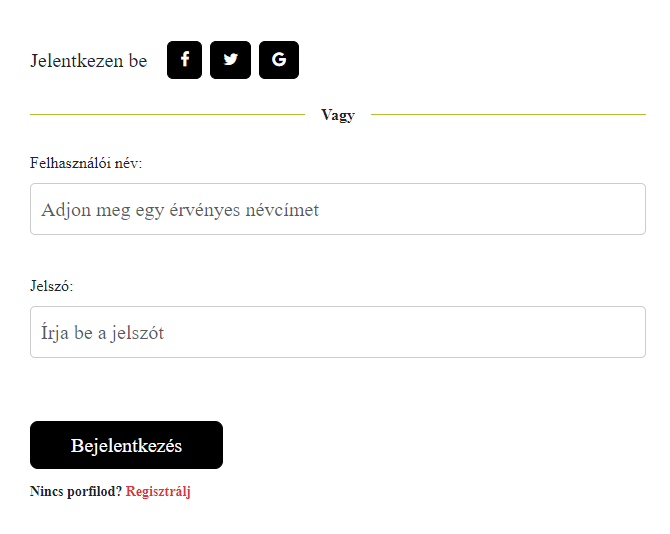 Jelentkezen be
Vagy
Felhasználói név:
Adjon meg egy érvényes névcímet
Jelszó:
Írja be a jelszót
Bejelentkezés
Nincs porfilod? Regisztrálj